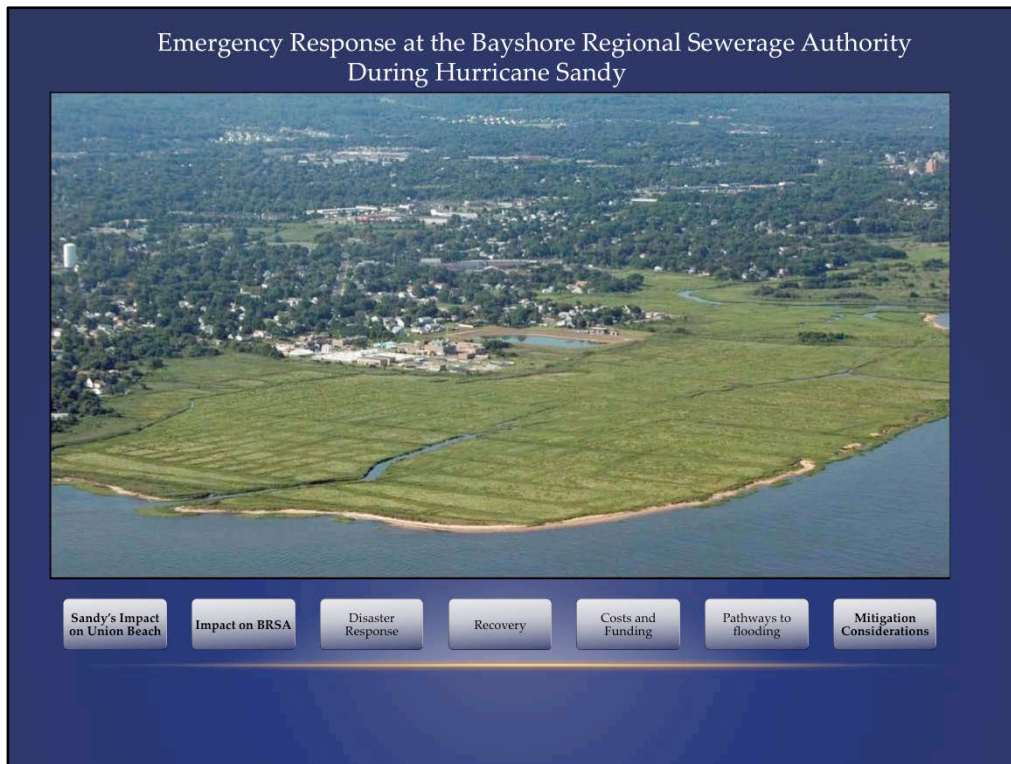 Emergency Response at the Bayshore Regional Sewerage Authority
During Hurricane Sandy
Sandy's Impact
on Union Beach
Impact on BRSA
Disaster
Response
Recovery
Costs and
Funding
Pathways to
flooding
Mitigation
Considerations